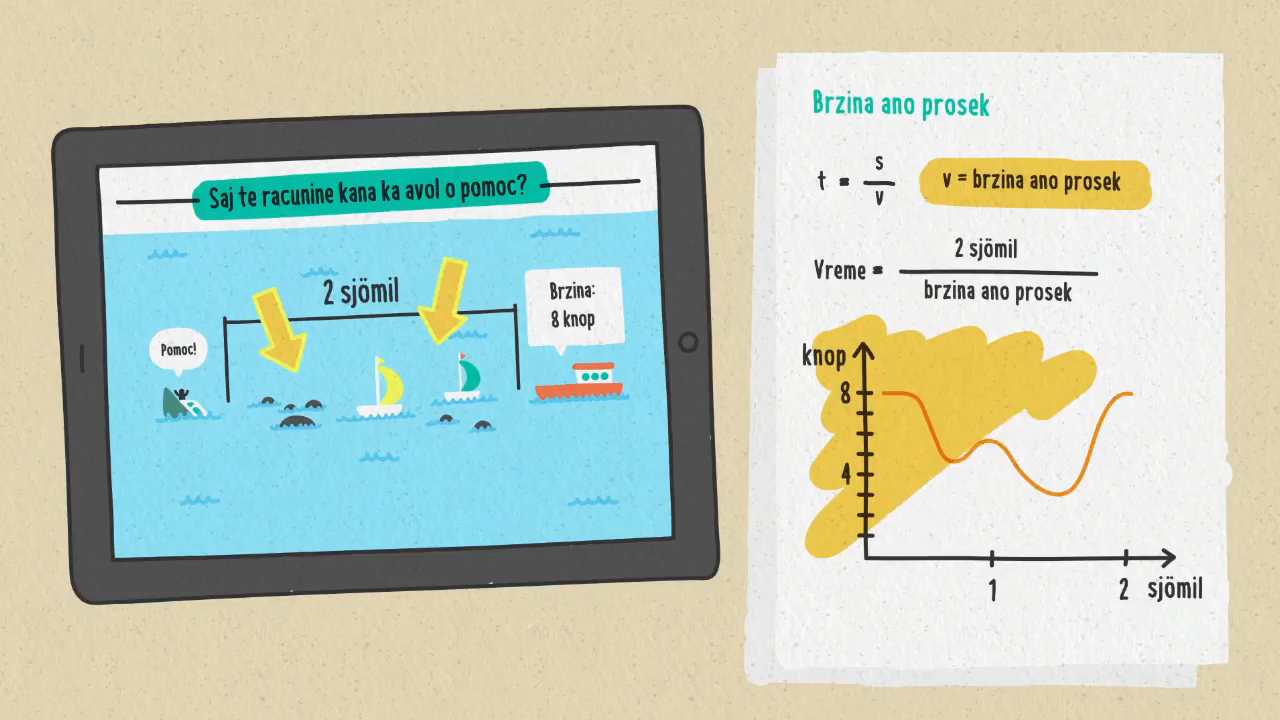 Saj te racunine kana ka avol o pomoc?
2 sjömil
Pomoc!
Brzina:
8 knop
Brzina ano prosek
t = s
v
v = brzina ano prosek
Vreme = 2 sjömil
brzina ano prosek
knop
8
4
1
2
sjömil